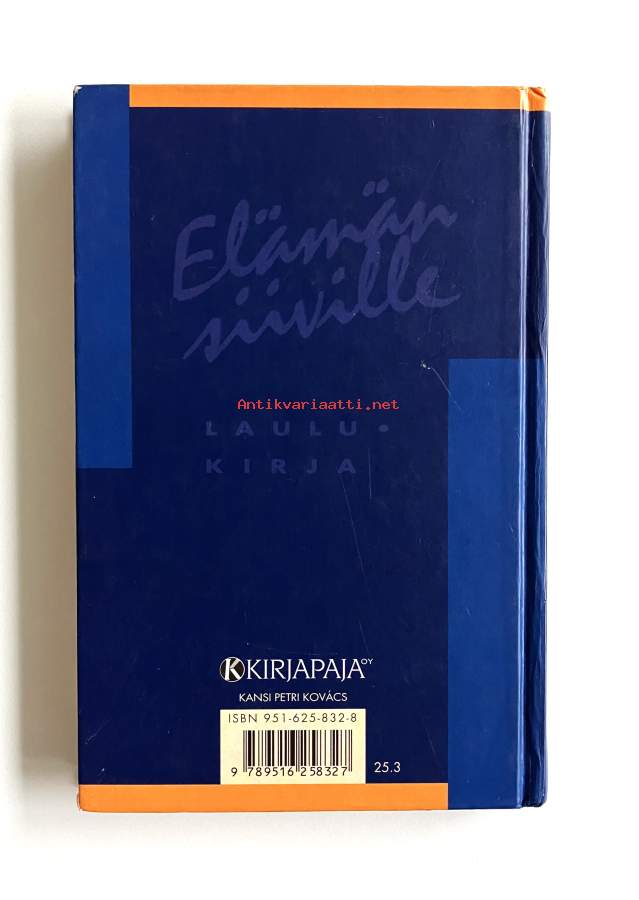 Elämän
siiville
Antikvariaatti.net
LAULU•
KIRJA
K KIRJAPAJA OY
KANSI PETRI KOVÁCS
ISBN 951-625-832-8
9 789516 258327
25.3